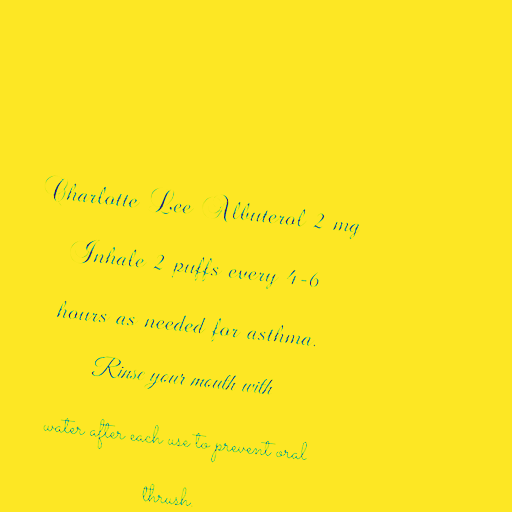 Charlotte Lee Albuterol 2 mg
Inhale 2 puffs every 4-6
hours as needed for asthma.
Rinse your mouth with
water after each use to prevent oral
thrush